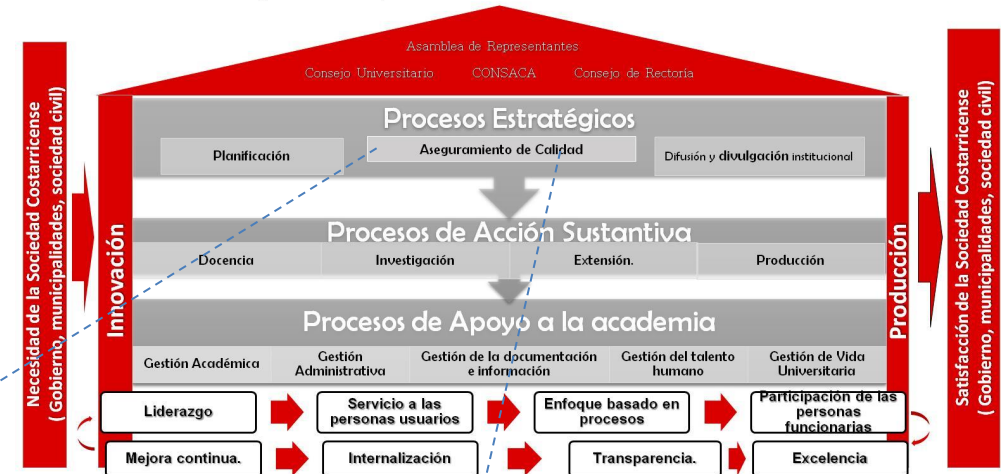 Asamblea de Representantes
Consejo Universitario CONSACA Consejo de Rectoría
Necesidad de la Sociedad Costarricense
( Gobierno, municipalidades, sociedad civil)
Innovación
Procesos Estratégicos
Planificación
Aseguramiento de Calidad
Difusión y divulgación institucional
Procesos de Acción Sustantiva
Docencia
Investigación
Extensión.
Producción
Procesos de Apoyo a la academia
Gestión Académica
Gestión
Administrativa
Gestión de la documentación
e información
Gestión del talento
humano
Gestión de Vida
Universitaria
Liderazgo
Servicio a las
personas usuarios
Enfoque basado en
procesos
Participación de las
personas
funcionarias
Mejora continua.
Internalización
Transparencia.
Excelencia
Producción
Satisfacción de la Sociedad Costarricense
( Gobierno, municipalidades, sociedad civil)